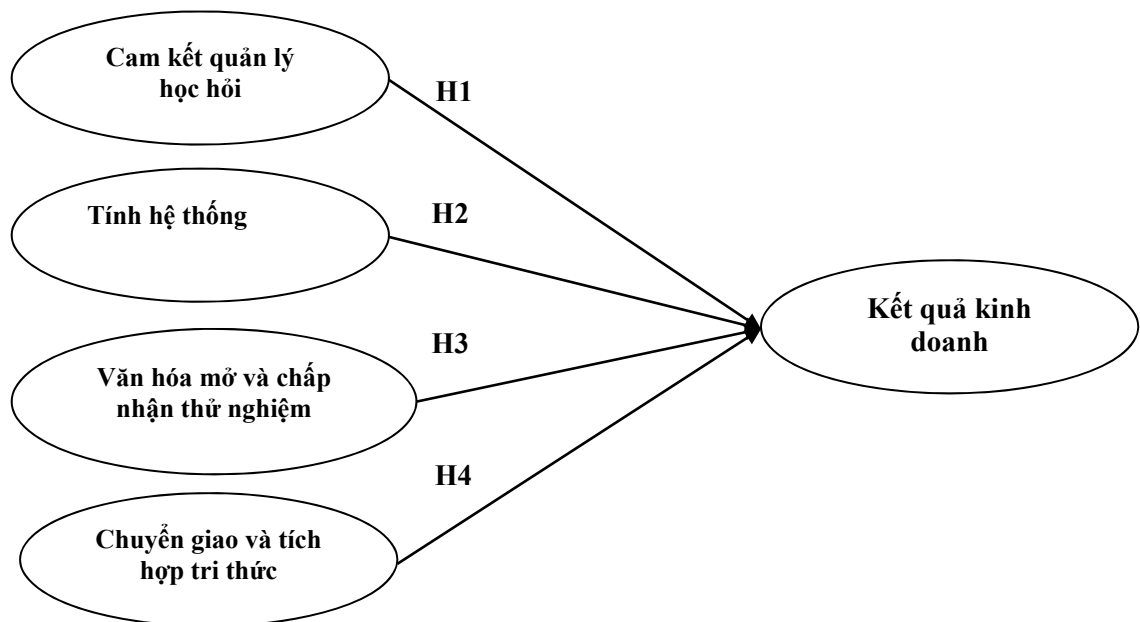 Cam kết quản lý
học hỏi
H1
Tính hệ thống
H2
Văn hóa mở và chấp
nhận thử nghiệm
H3
Chuyển giao và tích
hợp tri thức
H4
Kết quả kinh
doanh